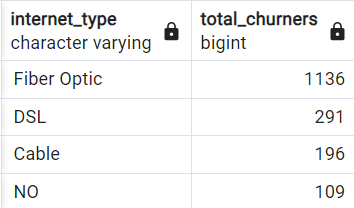 internet_type total_churners
character varying bigint
Fiber Optic 1136
DSL 291
Cable 196
NO 109